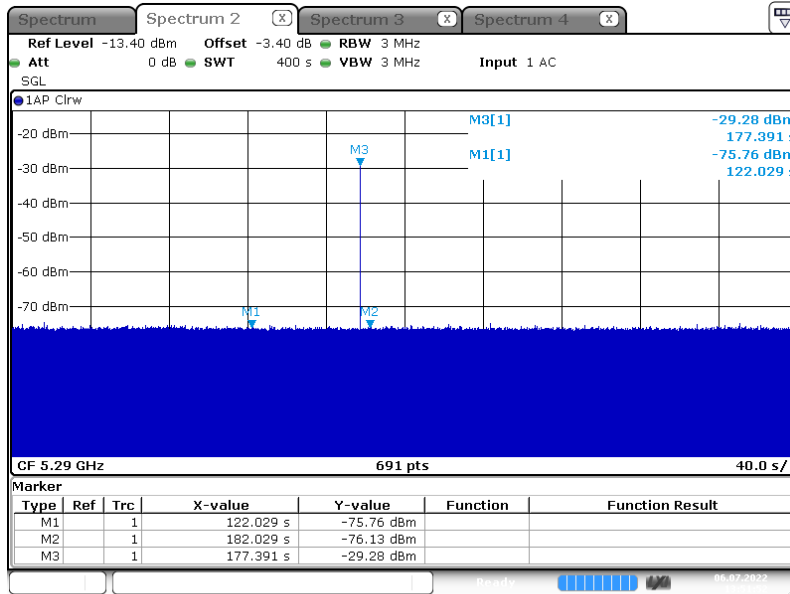 Spectrum Spectrum 2 X Spectrum 3 X Spectrum 4 X
Ref Level -13.40 dBm Offset -3.40 dB RBW 3 MHz
Att 0 dB SWT 400 s VBW 3 MHz Input 1 AC
SGL
1AP Clrw
M3[1] -29.28 dBm
177.391 s
M1[1] -75.76 dBm
122.029 s
-20 dBm
M3
-30 dBm
-40 dBm
-50 dBm
-60 dBm
-70 dBm
M1 M2
CF 5.29 GHz 691 pts 40.0 s/
Marker
Type Ref Trc X-value Y-value Function Function Result
M1 1 122.029 s -75.76 dBm
M2 1 182.029 s -76.13 dBm
M3 1 177.391 s -29.28 dBm
Ready 06.07.2022